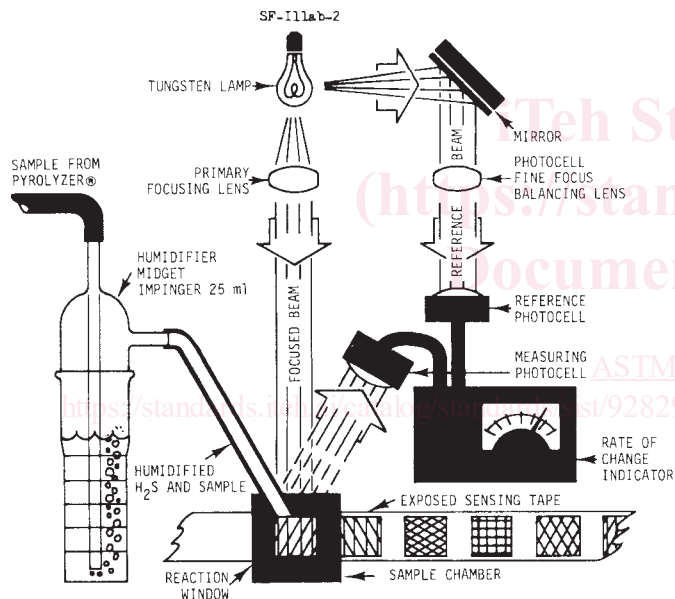 SF-Illab-2
TUNGSTEN LAMP
MIRROR
SAMPLE FROM
PYROLYZER®
PRIMARY
FOCUSING LENS
PHOTOCELL
FINE FOCUS
BALANCING LENS
REFERENCE BEAM
HUMIDIFIER
MIDGET
IMPINGER 25 ml
FOCUSED BEAM
REFERENCE
PHOTOCELL
MEASURING
PHOTOCELL
RATE OF
CHANGE
INDICATOR
HUMIDIFIED
H2S AND SAMPLE
EXPOSED SENSING TAPE
REACTION
WINDOW
SAMPLE CHAMBER
iTeh St
(https://stan
Docume
ASTM
https://standards.iteh.ai/catalog/standards/sist/9282